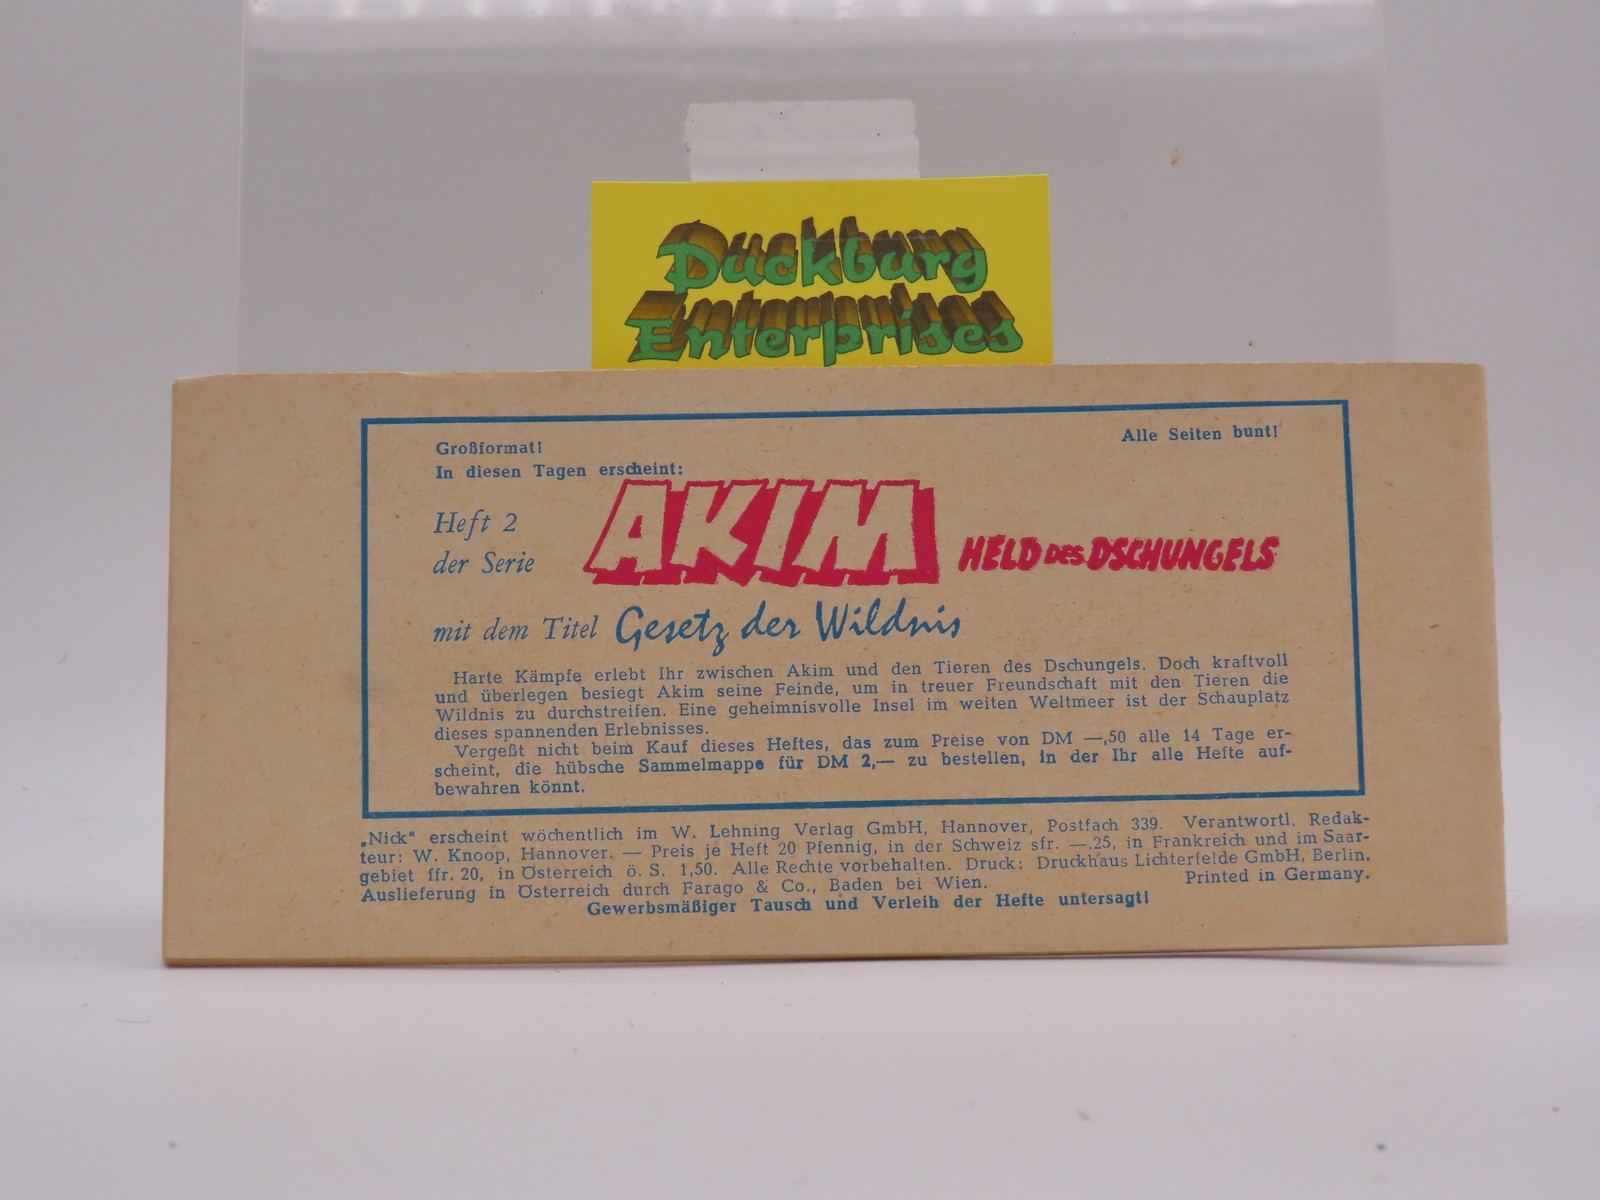 Duckburg
Enterprises
Großformat!
Alle Seiten bunt!
In diesen Tagen erscheint:
Heft 2
der Serie
AKIM HELD DES DSCHUNGELS
mit dem Titel Gesetz der Wildnis
Harte Kämpfe erlebt Ihr zwischen Akim und den Tieren des Dschungels. Doch kraftvoll
und überlegen besiegt Akim seine Feinde, um in treuer Freundschaft mit den Tieren die
Wildnis zu durchstreifen. Eine geheimnisvolle Insel im weiten Weltmeer ist der Schauplatz
dieses spannenden Erlebnisses.
Vergeßt nicht beim Kauf dieses Heftes, das zum Preise von DM —,50 alle 14 Tage er-
scheint, die hübsche Sammelmappe für DM 2,— zu bestellen, in der Ihr alle Hefte auf-
bewahren könnt.
„Nick" erscheint wöchentlich im W. Lehning Verlag GmbH, Hannover, Postfach 339. Verantwortl. Redak-
teur: W. Knoop, Hannover. — Preis je Heft 20 Pfennig, in der Schweiz sfr. —.25, in Frankreich und im Saar-
gebiet ffr. 20, in Österreich ö. S. 1,50. Alle Rechte vorbehalten. Druck: Druckhaus Lichterfelde GmbH, Berlin.
Auslieferung in Österreich durch Farago & Co., Baden bei Wien. Printed in Germany.
Gewerbsmäßiger Tausch und Verleih der Hefte untersagt!